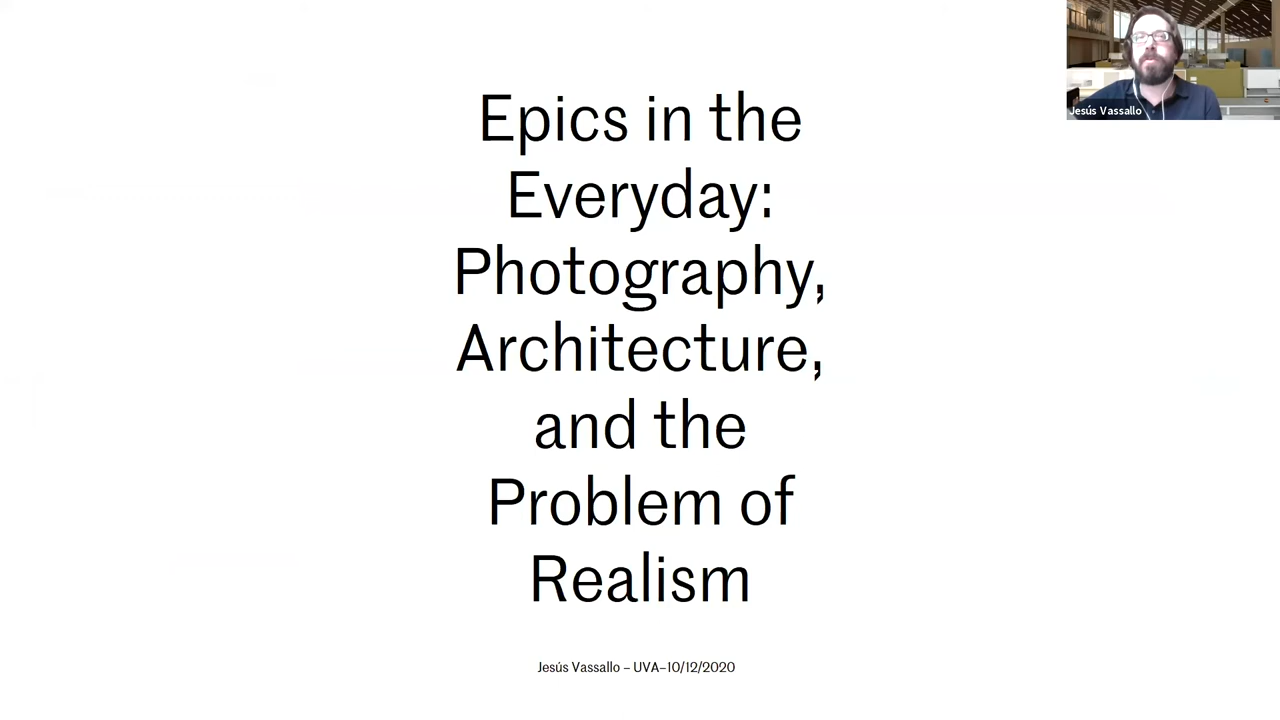 Epics in the
Everyday:
Photography,
Architecture,
and the
Problem of
Realism
Jesús Vassallo – UVA–10/12/2020
Jesús Vassallo